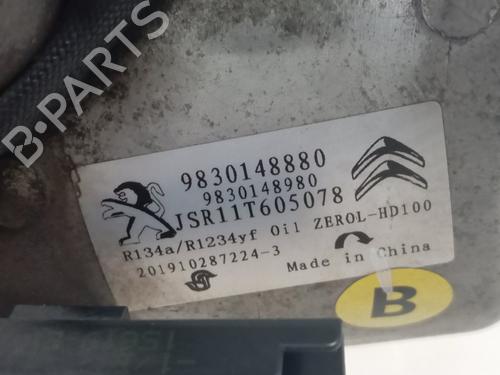 B-PARTS
9830148880
9830148980
JSR11T605078
R134a/R1234yf Oil ZEROL-HD100
201910287224-3
Made in China
B